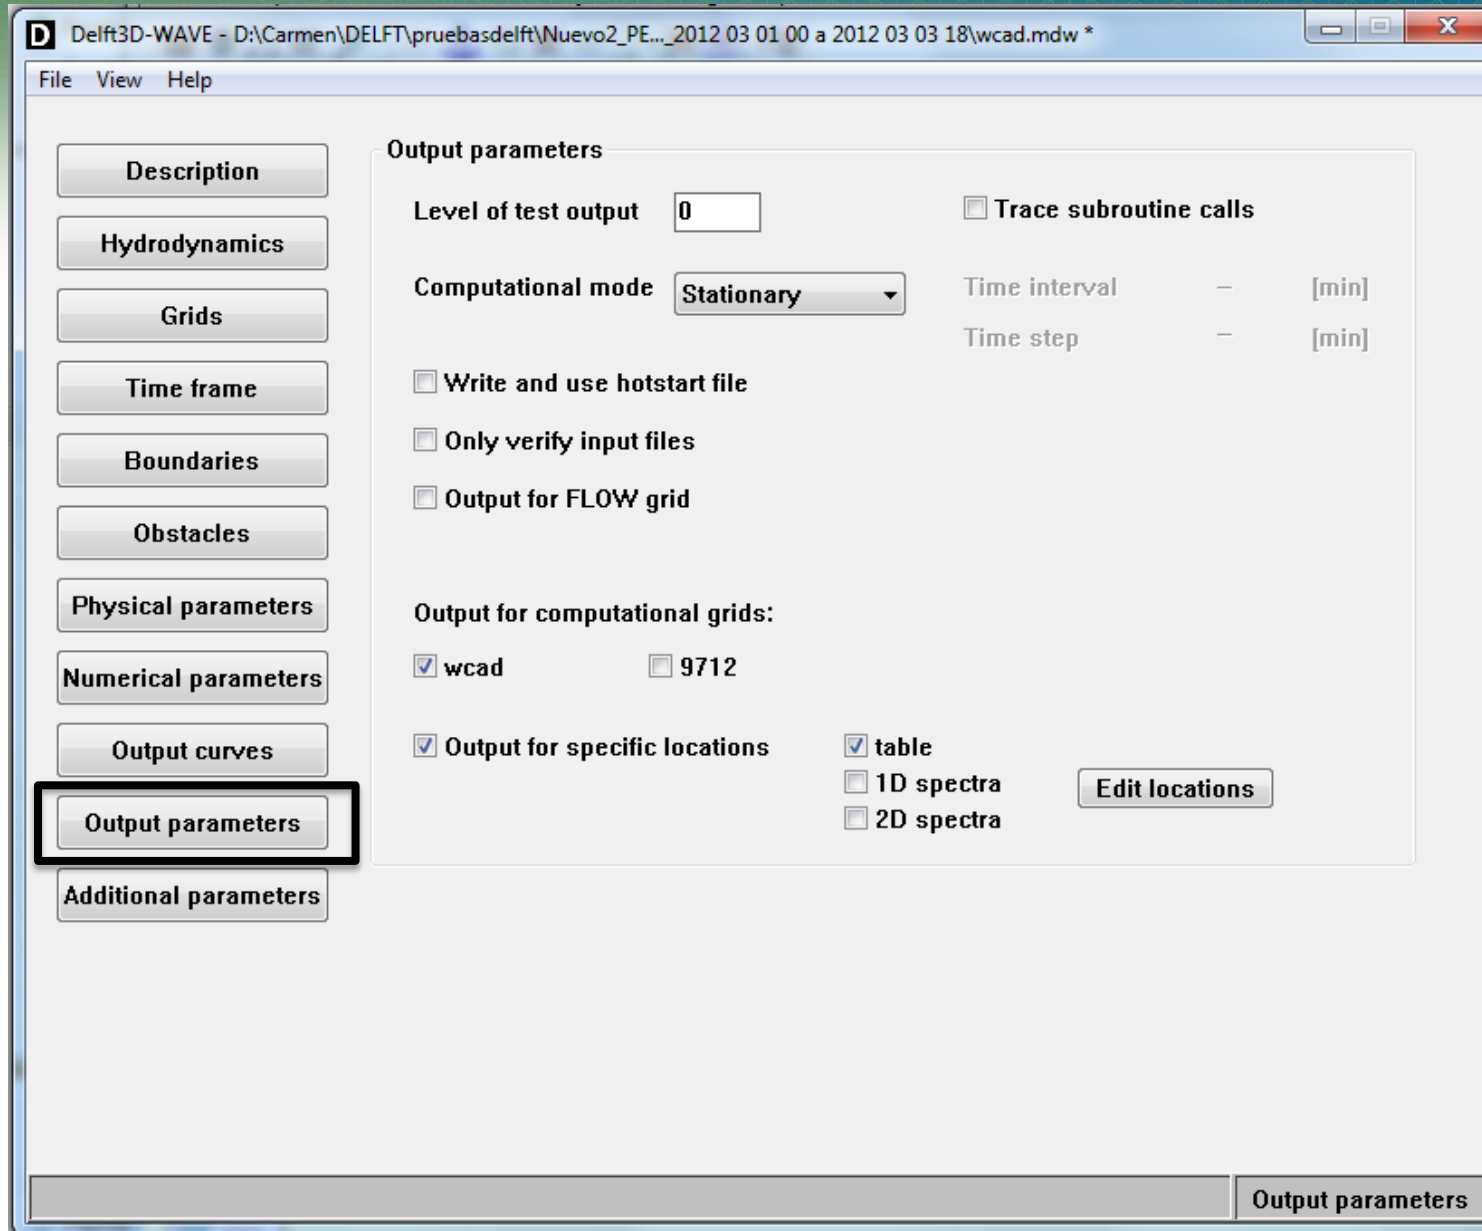 D Delft3D-WAVE - D:\Carmen\DELFT\pruebasdelft\Nuevo2_PE..._2012 03 01 00 a 2012 03 03 18\wcad.mdw *
File View Help
Description
Hydrodynamics
Grids
Time frame
Boundaries
Obstacles
Physical parameters
Numerical parameters
Output curves
Output parameters
Additional parameters
Output parameters
Level of test output 0 Trace subroutine calls
Computational mode Stationary Time interval - [min]
Time step - [min]
Write and use hotstart file
Only verify input files
Output for FLOW grid
Output for computational grids:
wcad 9712
Output for specific locations table
1D spectra
2D spectra
Edit locations
Output parameters